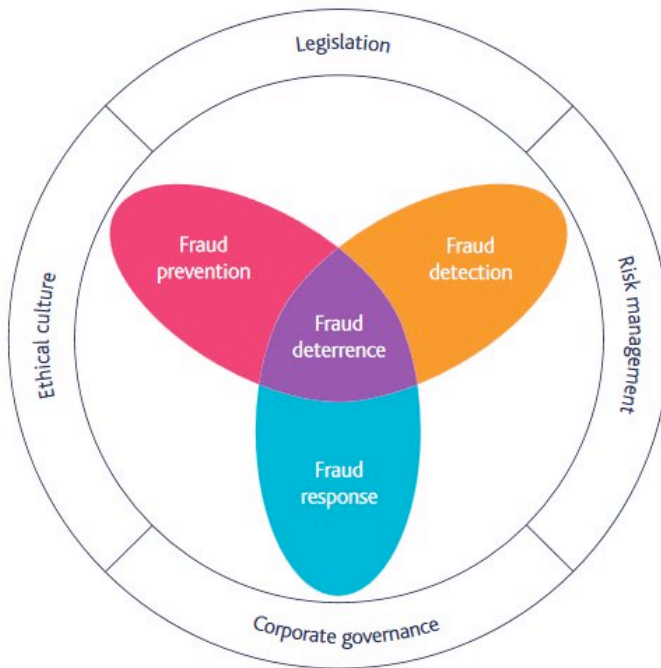 Legislation
Fraud
prevention
Fraud
detection
Ethical culture
Fraud
deterrence
Risk management
Fraud
response
Corporate governance